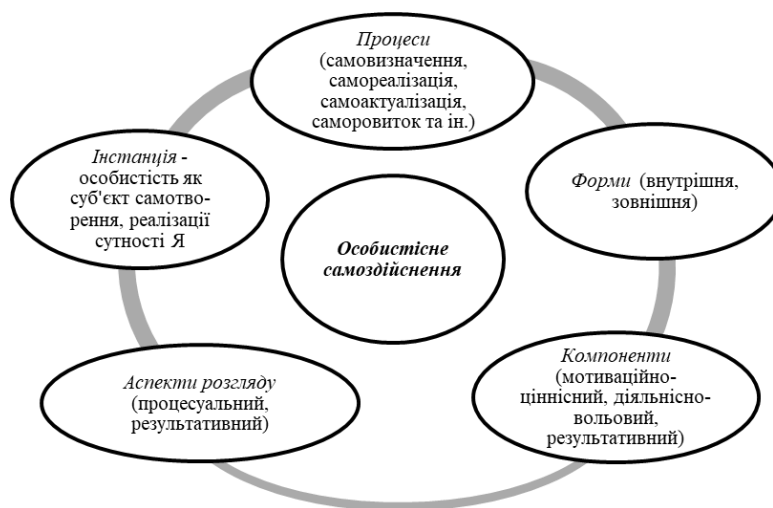 Процеси
(самовизначення,
самореалізація,
самоактуалізація,
саморовиток та ін.)
Інстанція -
особистість як
суб'єкт самотво-
рення, реалізації
сутності Я
Форми (внутрішня,
зовнішня)
Особистісне
самоздійснення
Аспекти розгляду
(процесуальний,
результативний)
Компоненти
(мотиваційно-
ціннісний, діяльнісно-
вольовий,
результативний)